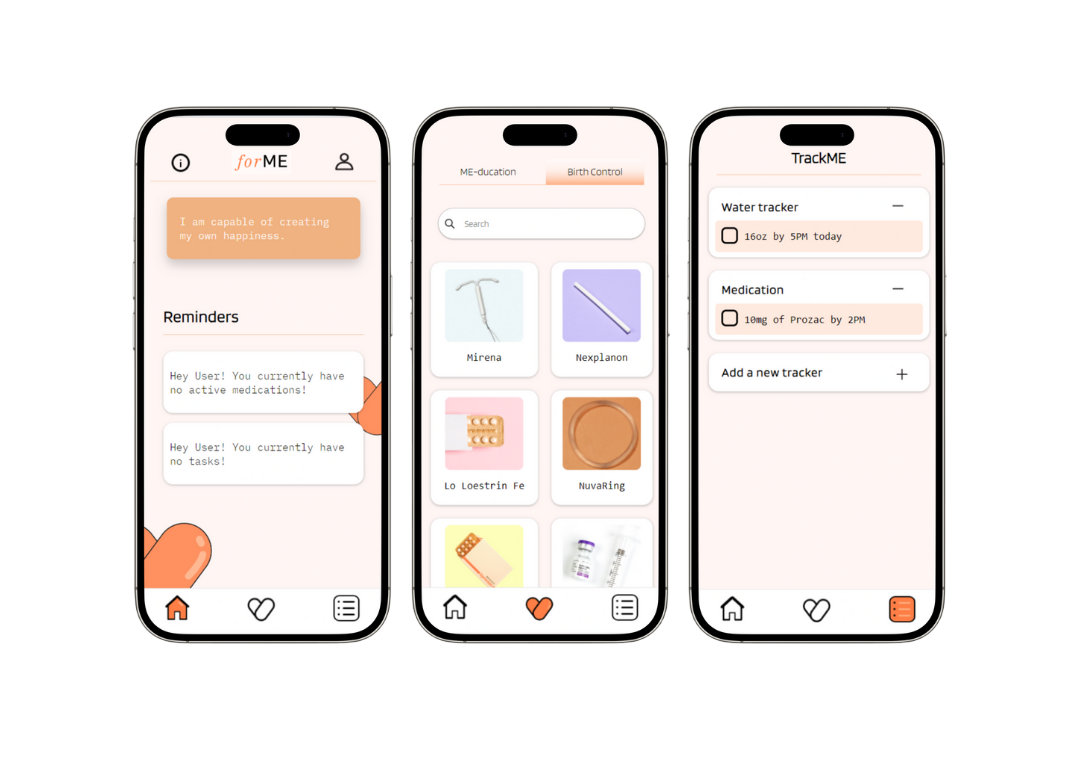 forME
I am capable of creating
my own happiness.
Reminders
Hey User! You currently have
no active medications!
Hey User! You currently have
no tasks!
ME-ducation
Birth Control
Search
Mirena
Nexplanon
Lo Loestrin Fe
NuvaRing
TrackME
Water tracker
16oz by 5PM today
Medication
10mg of Prozac by 2PM
Add a new tracker